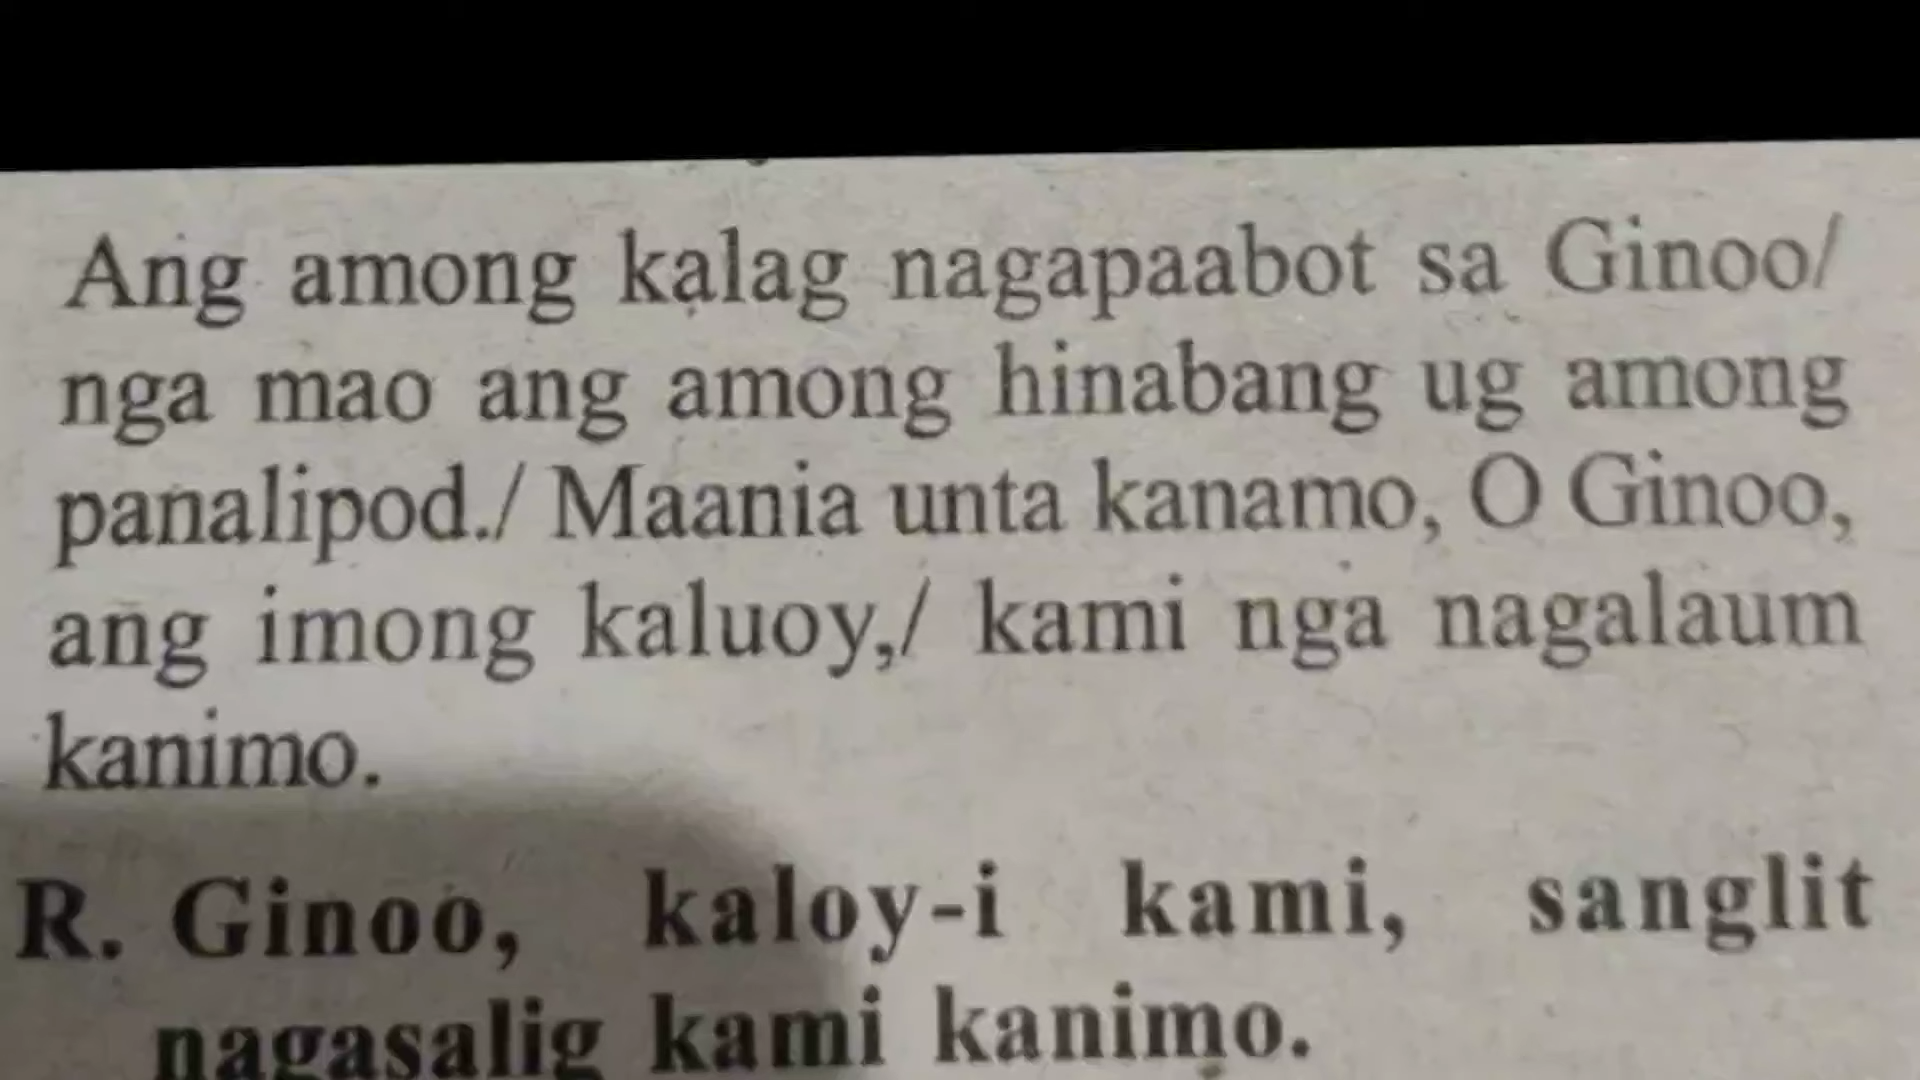 Ang among kalag nagapaabot sa Ginoo/
nga mao ang among hinabang ug among
panalipod./ Maania unta kanamo, O Ginoo,
ang imong kaluoy,/ kami nga nagalaum
kanimo.
R. Ginoo, kaloy-i kami, sanglit
nagasalig kami kanimo.